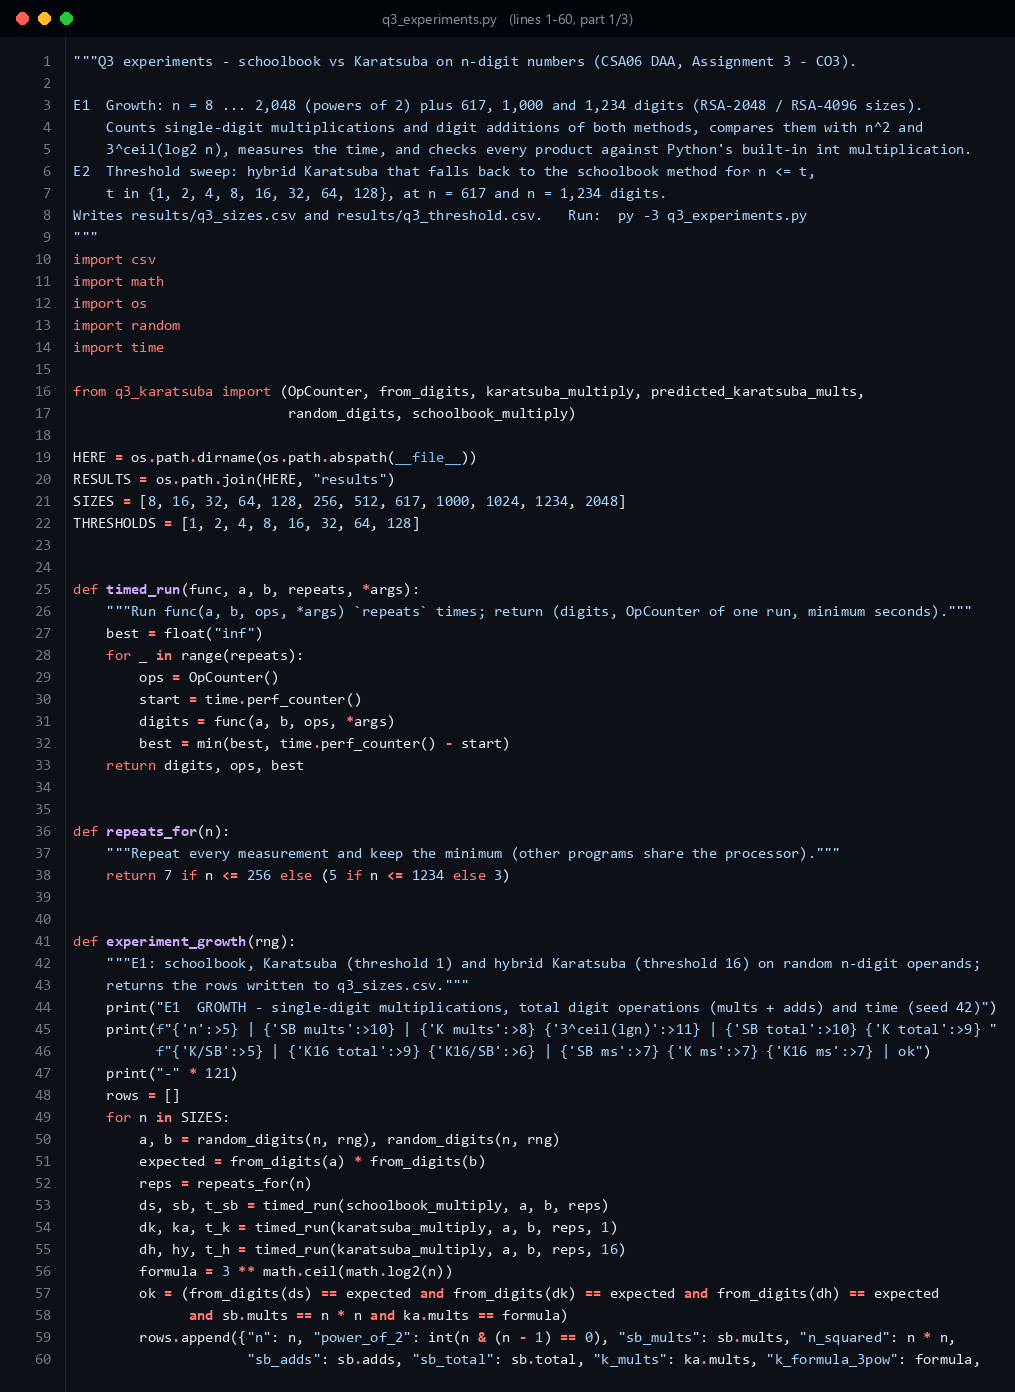 q3_experiments.py (lines 1-60, part 1/3)
1 """Q3 experiments - schoolbook vs Karatsuba on n-digit numbers (CSA06 DAA, Assignment 3 - CO3).
2
3 E1  Growth: n = 8 ... 2,048 (powers of 2) plus 617, 1,000 and 1,234 digits (RSA-2048 / RSA-4096 sizes).
4     Counts single-digit multiplications and digit additions of both methods, compares them with n^2 and
5     3^ceil(log2 n), measures the time, and checks every product against Python's built-in int multiplication.
6 E2  Threshold sweep: hybrid Karatsuba that falls back to the schoolbook method for n <= t,
7     t in {1, 2, 4, 8, 16, 32, 64, 128}, at n = 617 and n = 1,234 digits.
8 Writes results/q3_sizes.csv and results/q3_threshold.csv.   Run:  py -3 q3_experiments.py
9 """
10 import csv
11 import math
12 import os
13 import random
14 import time
15
16 from q3_karatsuba import (OpCounter, from_digits, karatsuba_multiply, predicted_karatsuba_mults,
17                           random_digits, schoolbook_multiply)
18
19 HERE = os.path.dirname(os.path.abspath(__file__))
20 RESULTS = os.path.join(HERE, "results")
21 SIZES = [8, 16, 32, 64, 128, 256, 512, 617, 1000, 1024, 1234, 2048]
22 THRESHOLDS = [1, 2, 4, 8, 16, 32, 64, 128]
23
24
25 def timed_run(func, a, b, repeats, *args):
26     """Run func(a, b, ops, *args) `repeats` times; return (digits, OpCounter of one run, minimum seconds)."""
27     best = float("inf")
28     for _ in range(repeats):
29         ops = OpCounter()
30         start = time.perf_counter()
31         digits = func(a, b, ops, *args)
32         best = min(best, time.perf_counter() - start)
33     return digits, ops, best
34
35
36 def repeats_for(n):
37     """Repeat every measurement and keep the minimum (other programs share the processor)."""
38     return 7 if n <= 256 else (5 if n <= 1234 else 3)
39
40
41 def experiment_growth(rng):
42     """E1: schoolbook, Karatsuba (threshold 1) and hybrid Karatsuba (threshold 16) on random n-digit operands;
43     returns the rows written to q3_sizes.csv."""
44     print("E1  GROWTH - single-digit multiplications, total digit operations (mults + adds) and time (seed 42)")
45     print(f"{'n':>5} | {'SB mults':>10} | {'K mults':>8} {'3^ceil(lgn)':>11} | {'SB total':>10} {'K total':>9} "
46           f"{'K/SB':>5} | {'K16 total':>9} {'K16/SB':>6} | {'SB ms':>7} {'K ms':>7} {'K16 ms':>7} | ok")
47     print("-" * 121)
48     rows = []
49     for n in SIZES:
50         a, b = random_digits(n, rng), random_digits(n, rng)
51         expected = from_digits(a) * from_digits(b)
52         reps = repeats_for(n)
53         ds, sb, t_sb = timed_run(schoolbook_multiply, a, b, reps)
54         dk, ka, t_k = timed_run(karatsuba_multiply, a, b, reps, 1)
55         dh, hy, t_h = timed_run(karatsuba_multiply, a, b, reps, 16)
56         formula = 3 ** math.ceil(math.log2(n))
57         ok = (from_digits(ds) == expected and from_digits(dk) == expected and from_digits(dh) == expected
58               and sb.mults == n * n and ka.mults == formula)
59         rows.append({"n": n, "power_of_2": int(n & (n - 1) == 0), "sb_mults": sb.mults, "n_squared": n * n,
60                      "sb_adds": sb.adds, "sb_total": sb.total, "k_mults": ka.mults, "k_formula_3pow": formula,